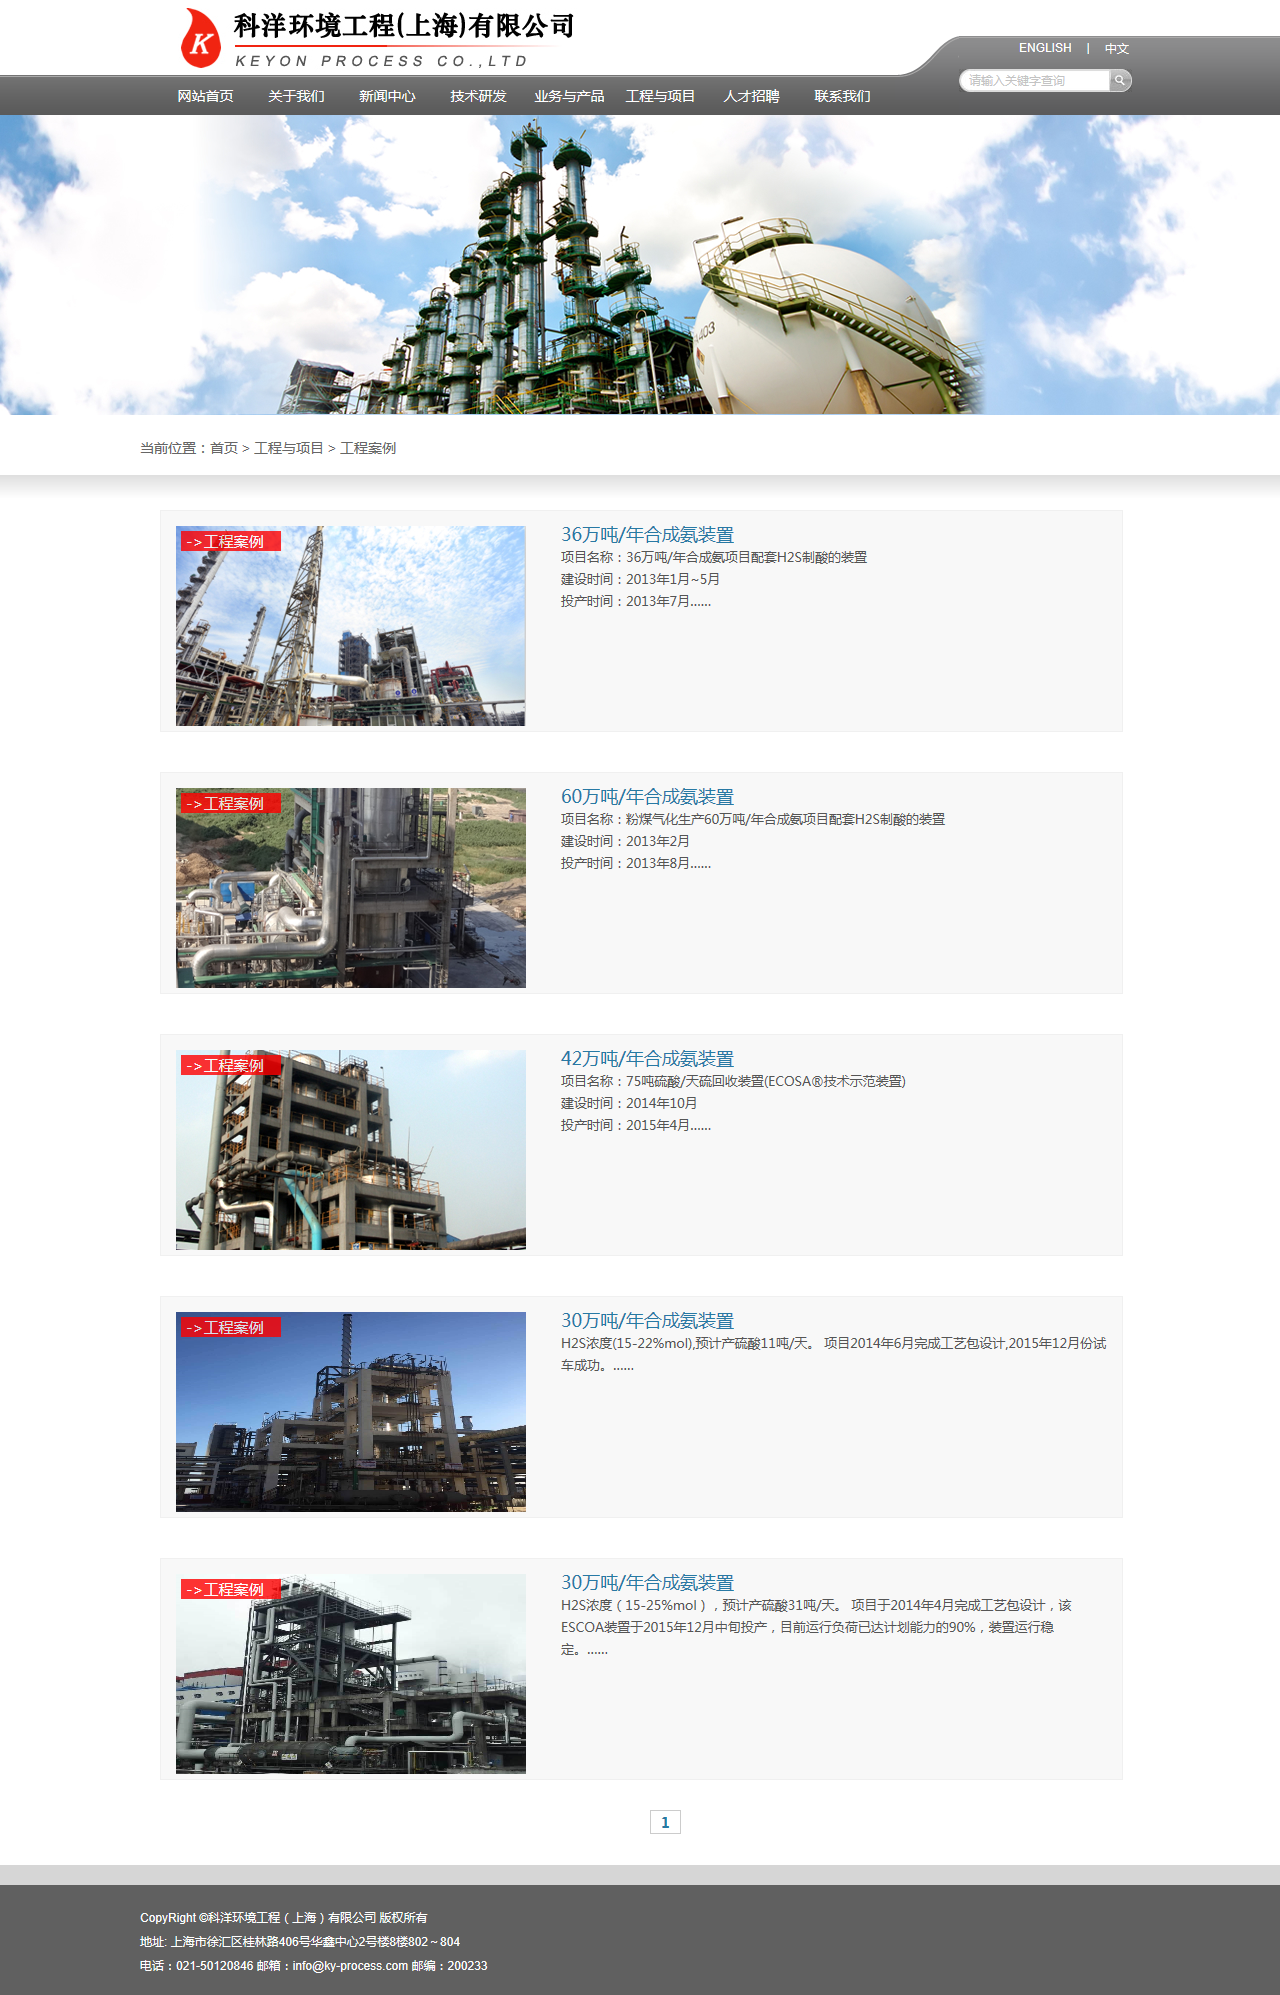 科洋环境工程(上海)有限公司
KEYON PROCESS CO.,LTD
ENGLISH | 中文
请输入关键字查询
网站首页 关于我们 新闻中心 技术研发 业务与产品 工程与项目 人才招聘 联系我们
当前位置：首页 > 工程与项目 > 工程案例
->工程案例
36万吨/年合成氨装置
项目名称：36万吨/年合成氨项目配套H2S制酸的装置
建设时间：2013年1月~5月
投产时间：2013年7月......
->工程案例
60万吨/年合成氨装置
项目名称：粉煤气化生产60万吨/年合成氨项目配套H2S制酸的装置
建设时间：2013年2月
投产时间：2013年8月......
->工程案例
42万吨/年合成氨装置
项目名称：75吨硫酸/天硫回收装置(ECOSA®技术示范装置)
建设时间：2014年10月
投产时间：2015年4月......
->工程案例
30万吨/年合成氨装置
H2S浓度(15-22%mol),预计产硫酸11吨/天。 项目2014年6月完成工艺包设计,2015年12月份试
车成功。......
->工程案例
30万吨/年合成氨装置
H2S浓度（15-25%mol），预计产硫酸31吨/天。 项目于2014年4月完成工艺包设计，该
ESCOA装置于2015年12月中旬投产，目前运行负荷已达计划能力的90%，装置运行稳
定。......
1
CopyRight ©科洋环境工程（上海）有限公司 版权所有
地址: 上海市徐汇区桂林路406号华鑫中心2号楼8楼802～804
电话：021-50120846 邮箱：info@ky-process.com 邮编：200233